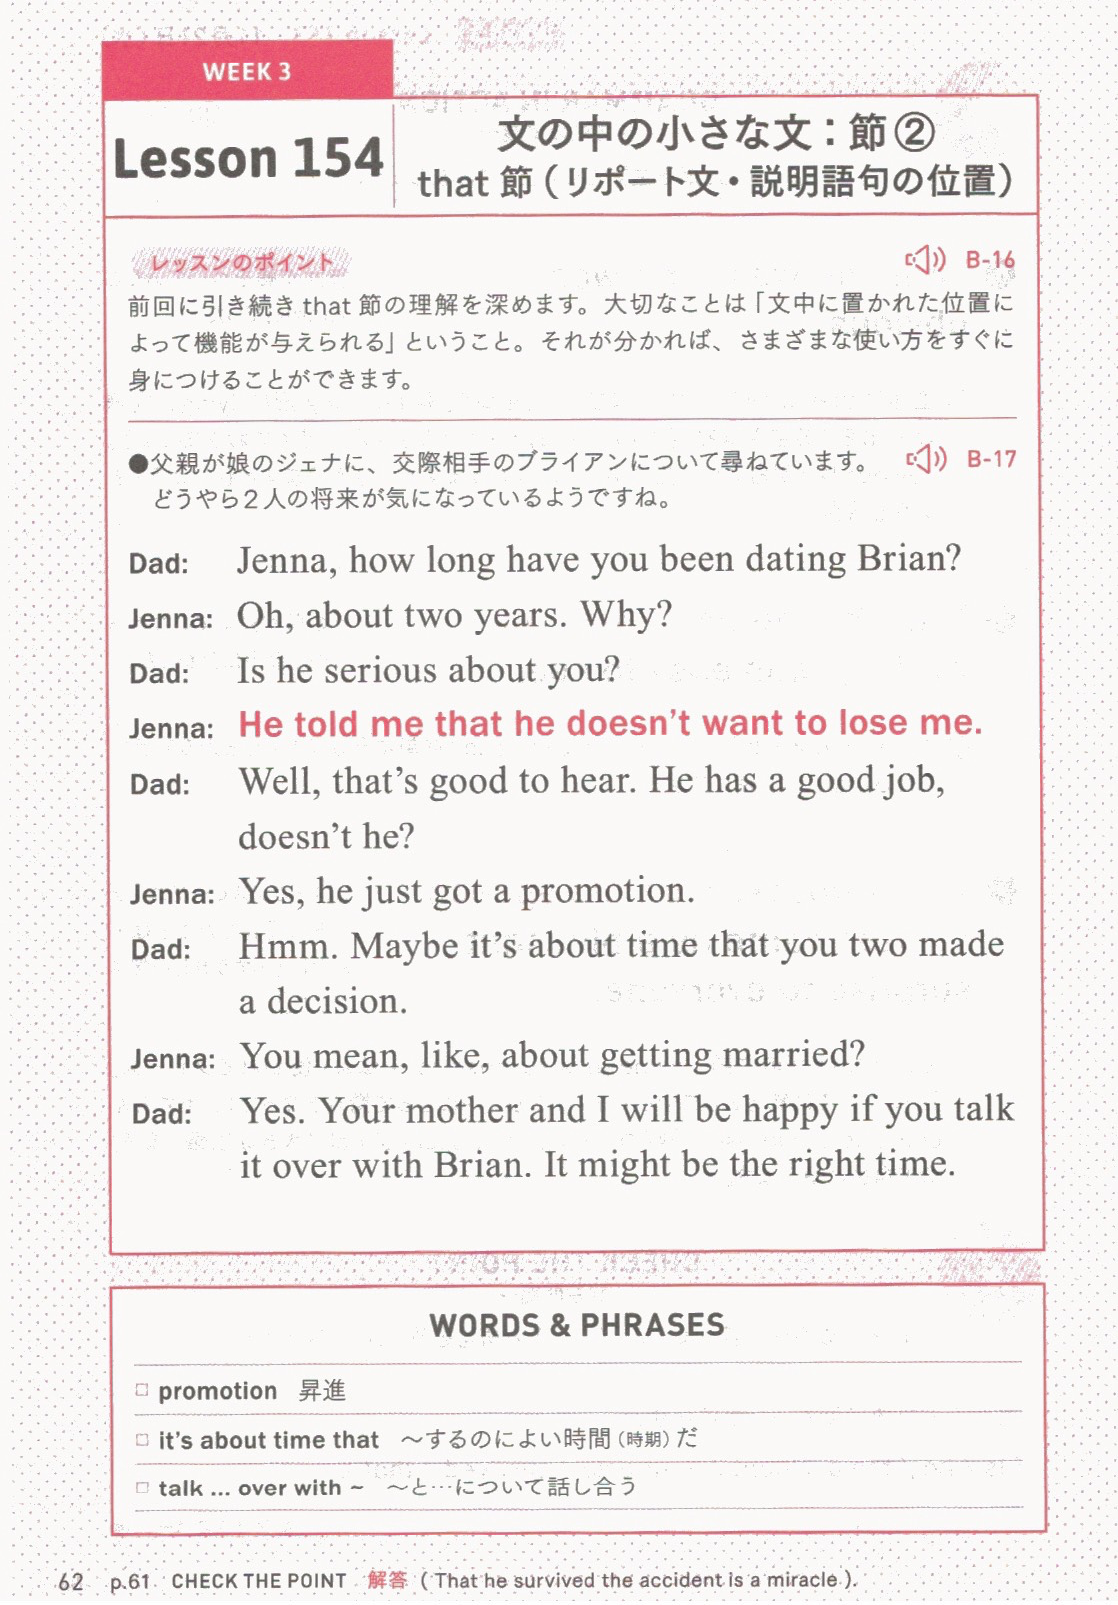 WEEK 3
Lesson 154
文の中の小さな文：節②
that 節（リポート文・説明語句の位置）
レッスンのポイント
B-16
前回に引き続き that 節の理解を深めます。大切なことは「文中に置かれた位置に
よって機能が与えられる」ということ。それが分かれば、さまざまな使い方をすぐに
身につけることができます。
●父親が娘のジェナに、交際相手のブライアンについて尋ねています。
B-17
どうやら2人の将来が気になっているようですね。
Dad: Jenna, how long have you been dating Brian?
Jenna: Oh, about two years. Why?
Dad: Is he serious about you?
Jenna: He told me that he doesn't want to lose me.
Dad: Well, that's good to hear. He has a good job,
doesn't he?
Jenna: Yes, he just got a promotion.
Dad: Hmm. Maybe it's about time that you two made
a decision.
Jenna: You mean, like, about getting married?
Dad: Yes. Your mother and I will be happy if you talk
it over with Brian. It might be the right time.
WORDS & PHRASES
□ promotion 昇進
□ it's about time that ～するのによい時間（時期）だ
□ talk ... over with ~ ～と…について話し合う
62 p.61 CHECK THE POINT 解答 ( That he survived the accident is a miracle ).